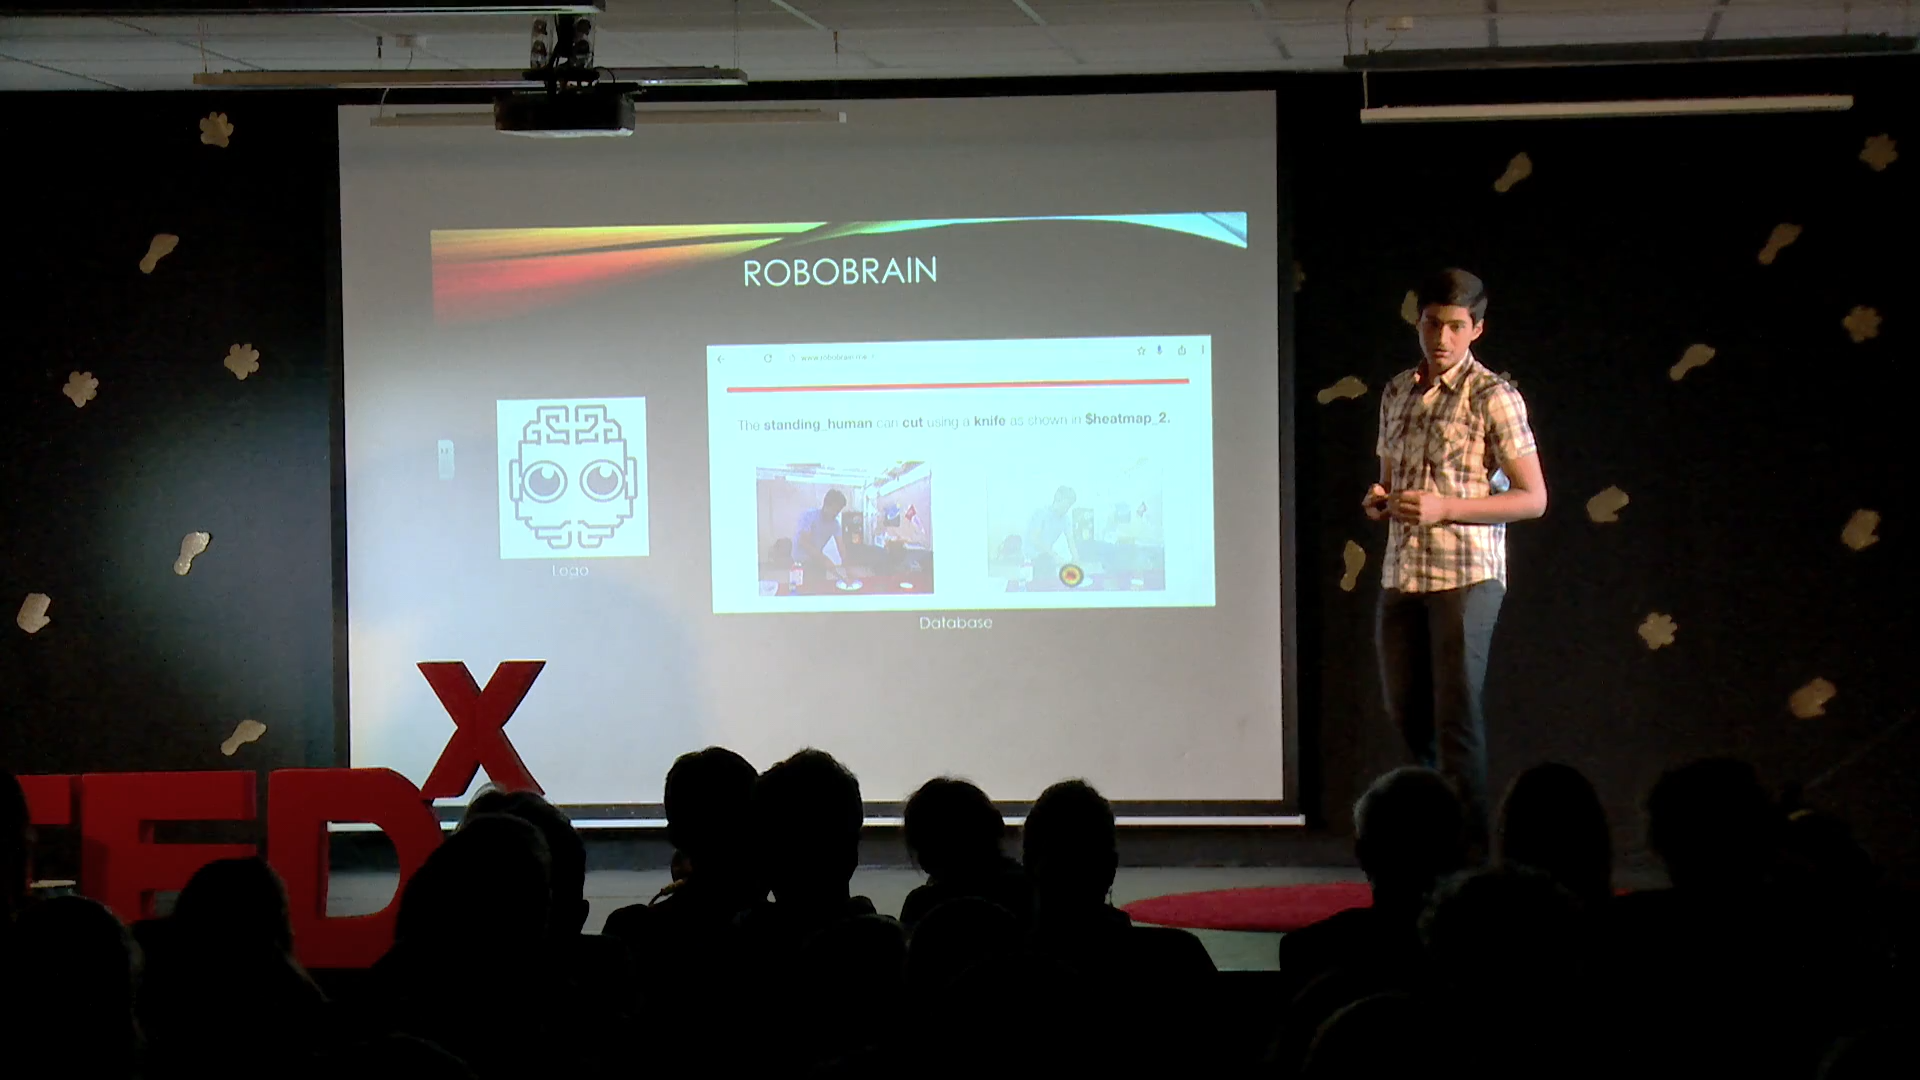 ROBOBRAIN
The standing_human can cut using a knife as shown in $heatmap_2.
Logo
Database
TEDx